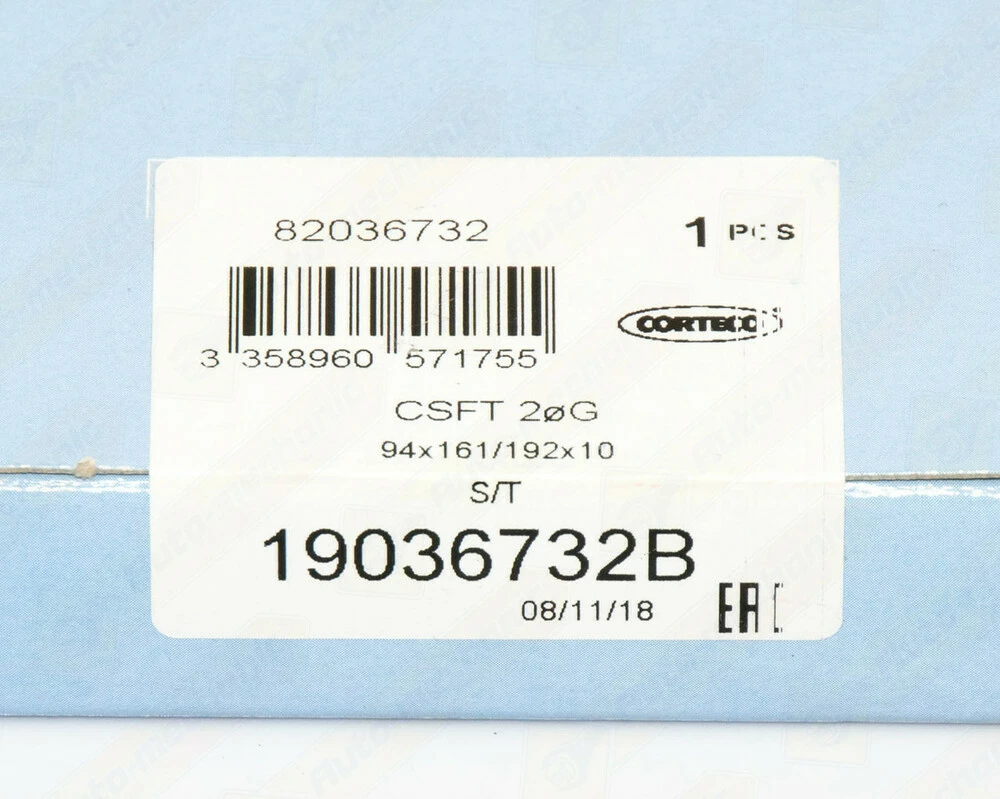 82036732
1 PCS
CORTECO
3 358960 571755
CSFT 2øG
94x161/192x10
S/T
19036732B
08/11/18
EAC